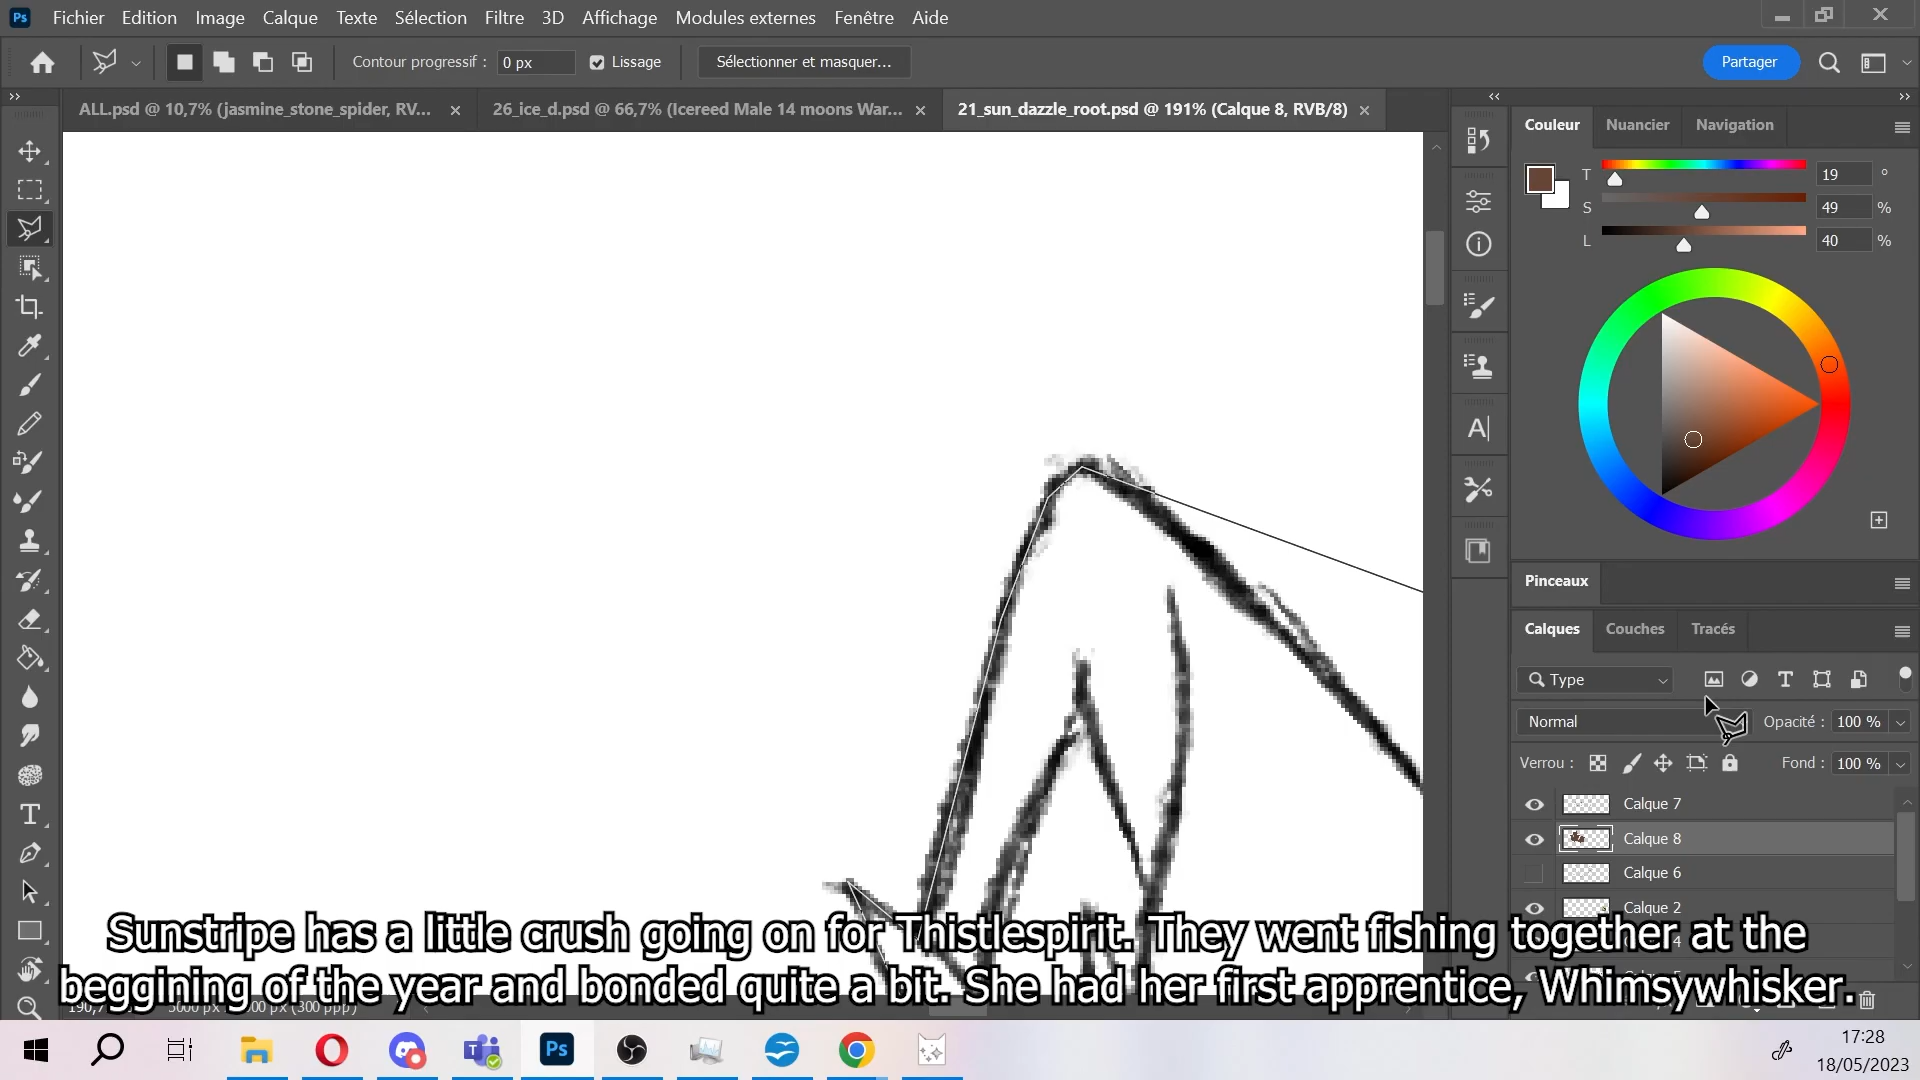 Ps Fichier Edition Image Calque Texte Sélection Filtre 3D Affichage Modules externes Fenêtre Aide
Contour progressif : 0 px Lissage Sélectionner et masquer... Partager
ALL.psd @ 10,7% (jasmine_stone_spider, RV... 26_ice_d.psd @ 66,7% (Icereed Male 14 moons War... 21_sun_dazzle_root.psd @ 191% (Calque 8, RVB/8)
Couleur Nuancier Navigation
T 19 °
S 49 %
L 40 %
Pinceaux
Calques Couches Tracés
Type
Normal Opacité : 100 %
Verrou : Fond : 100 %
Calque 7
Calque 8
Calque 6
Calque 2
Sunstripe has a little crush going on for Thistlespirit. They went fishing together at the
beggining of the year and bonded quite a bit. She had her first apprentice, Whimsywhisker.
17:28
18/05/2023